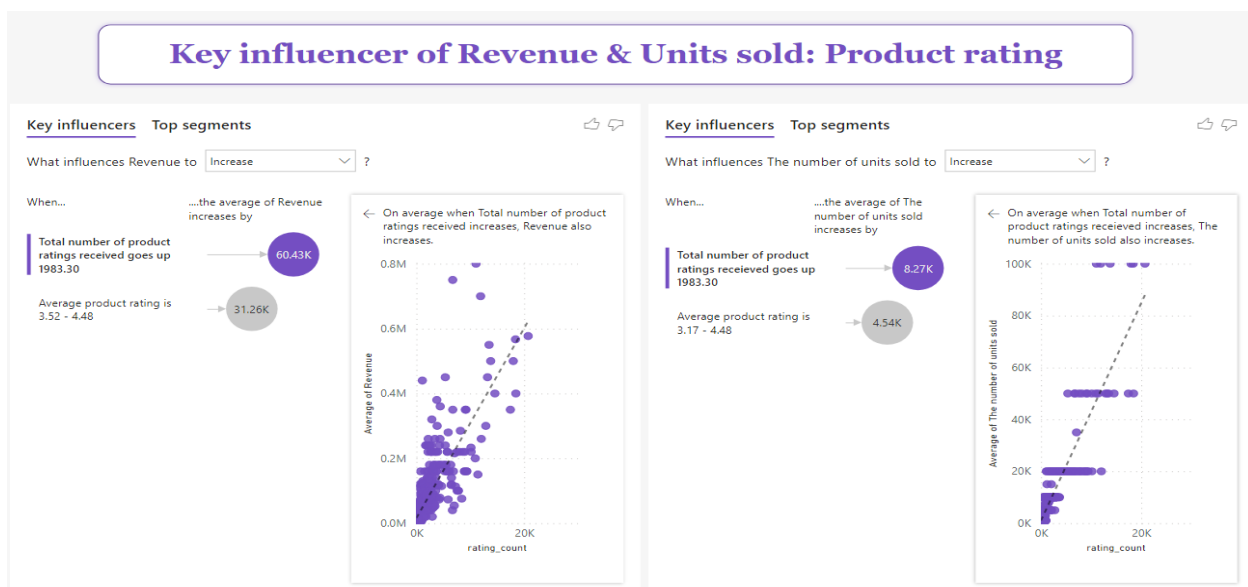 Key influencer of Revenue & Units sold: Product rating
Key influencers Top segments
What influences Revenue to Increase ?
When...
....the average of Revenue
increases by
Total number of product
ratings received goes up
1983.30
60.43K
Average product rating is
3.52 - 4.48
31.26K
On average when Total number of product
ratings received increases, Revenue also
increases.
0.8M
0.6M
0.4M
0.2M
0.0M
Average of Revenue
0K 20K
rating_count
Key influencers Top segments
What influences The number of units sold to Increase ?
When...
....the average of The
number of units sold
increases by
Total number of product
ratings receieved goes up
1983.30
8.27K
Average product rating is
3.17 - 4.48
4.54K
On average when Total number of
product ratings receieved increases, The
number of units sold also increases.
100K
80K
60K
40K
20K
0K
Average of The number of units sold
0K 20K
rating_count